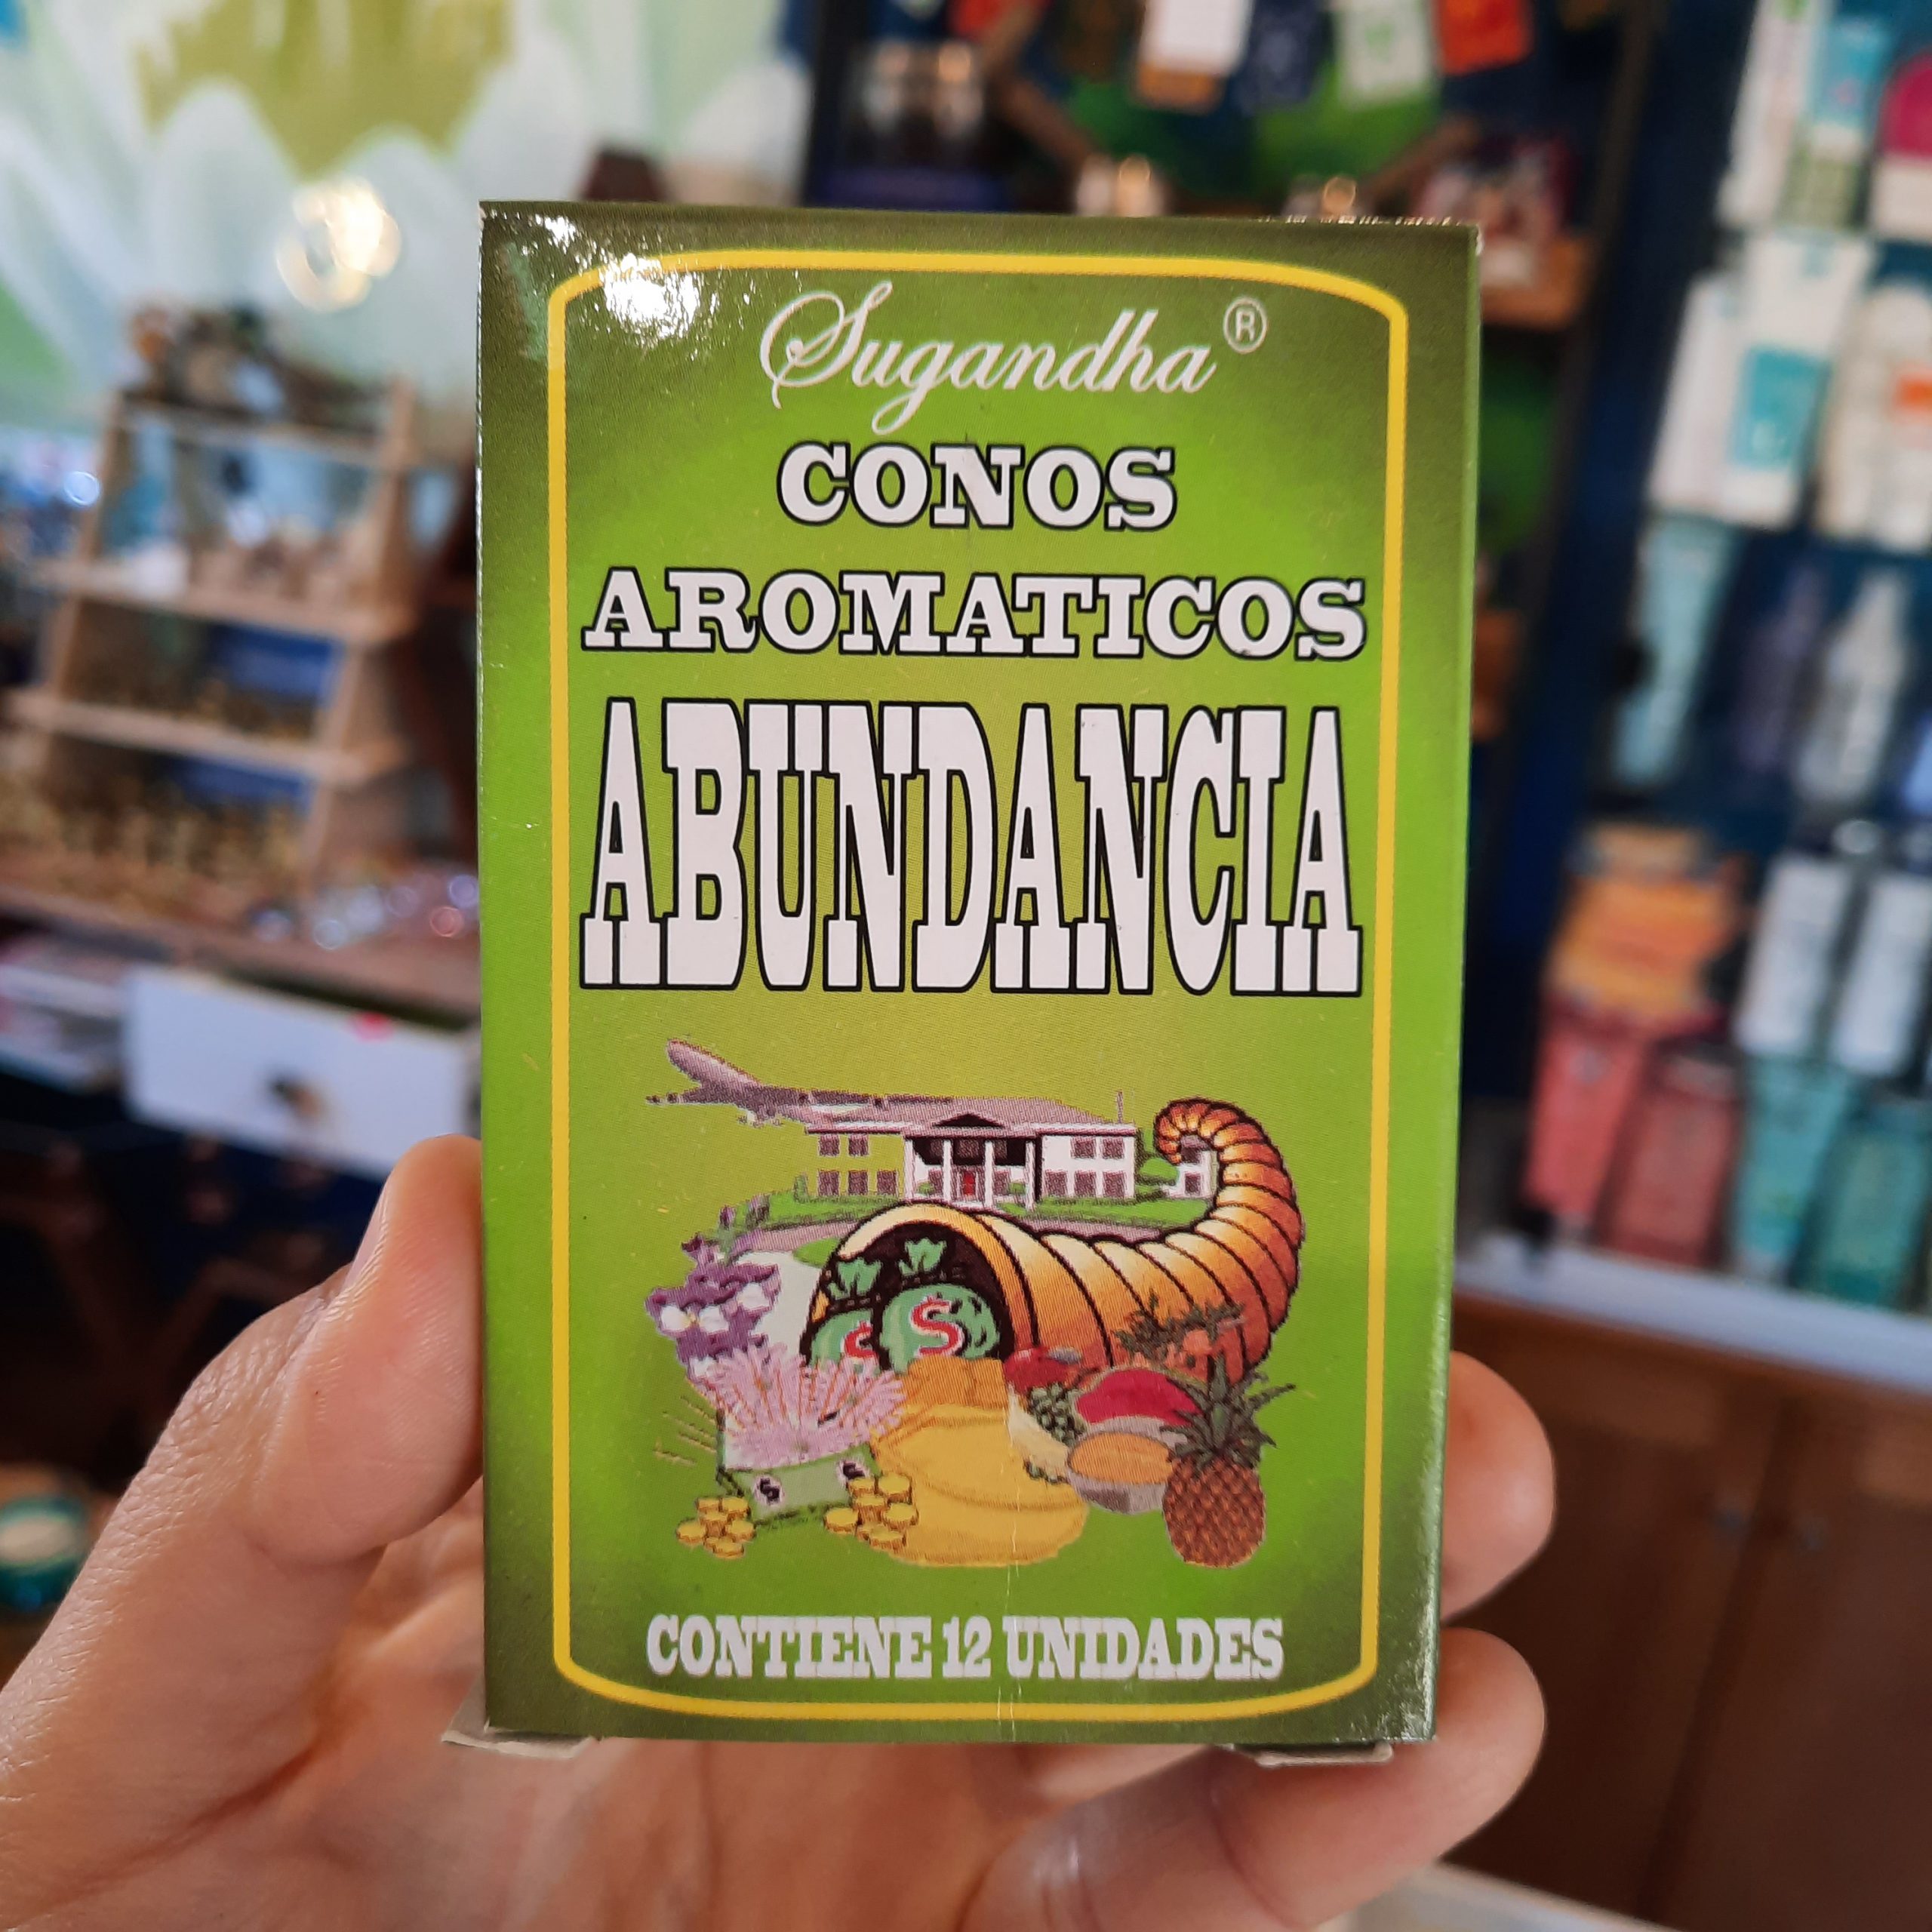 Sugandha®
CONOS
AROMATICOS
ABUNDANCIA
$ $
$ $
CONTIENE 12 UNIDADES